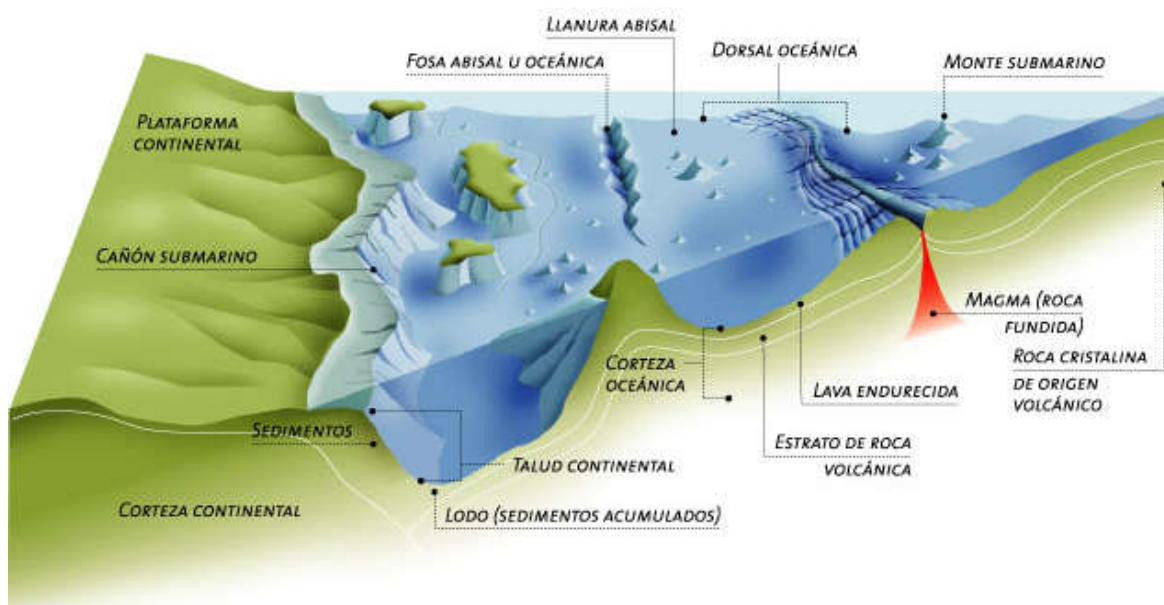 LLANURA ABISAL
DORSAL OCEÁNICA
FOSA ABISAL U OCEÁNICA
MONTE SUBMARINO
PLATAFORMA
CONTINENTAL
CAÑÓN SUBMARINO
MAGMA (ROCA
FUNDIDA)
CORTEZA
OCEÁNICA
ROCA CRISTALINA
DE ORIGEN
VOLCÁNICO
LAVA ENDURECIDA
SEDIMENTOS
ESTRATO DE ROCA
VOLCÁNICA
TALUD CONTINENTAL
CORTEZA CONTINENTAL
LODO (SEDIMENTOS ACUMULADOS)